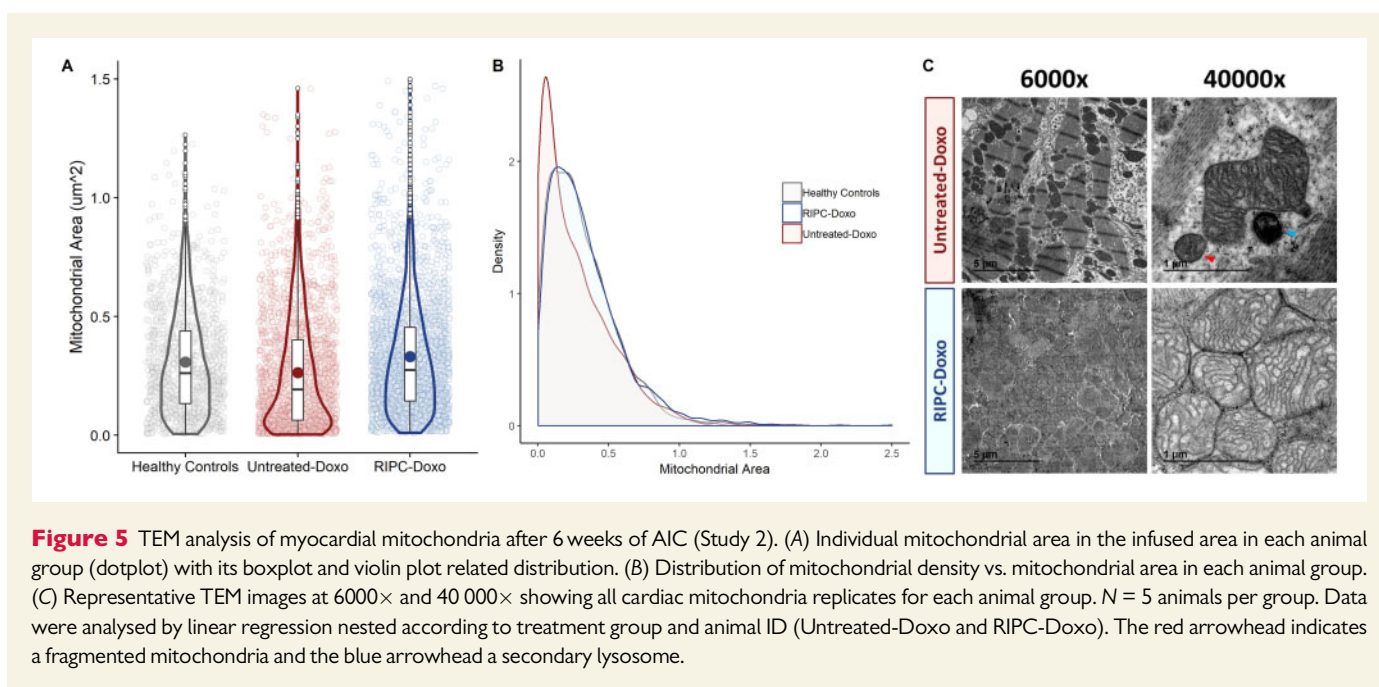 A
Mitochondrial Area (um^2)
1.5
1.0
0.5
0.0
Healthy Controls Untreated-Doxo RIPC-Doxo
B
Density
2
1
0
Healthy Controls
RIPC-Doxo
Untreated-Doxo
0.0 0.5 1.0 1.5 2.0 2.5
Mitochondrial Area
C
6000x 40000x
Untreated-Doxo
5 μm
1 μm
RIPC-Doxo
5 μm
1 μm
Figure 5 TEM analysis of myocardial mitochondria after 6 weeks of AIC (Study 2). (A) Individual mitochondrial area in the infused area in each animal
group (dotplot) with its boxplot and violin plot related distribution. (B) Distribution of mitochondrial density vs. mitochondrial area in each animal group.
(C) Representative TEM images at 6000× and 40 000× showing all cardiac mitochondria replicates for each animal group. N = 5 animals per group. Data
were analysed by linear regression nested according to treatment group and animal ID (Untreated-Doxo and RIPC-Doxo). The red arrowhead indicates
a fragmented mitochondria and the blue arrowhead a secondary lysosome.